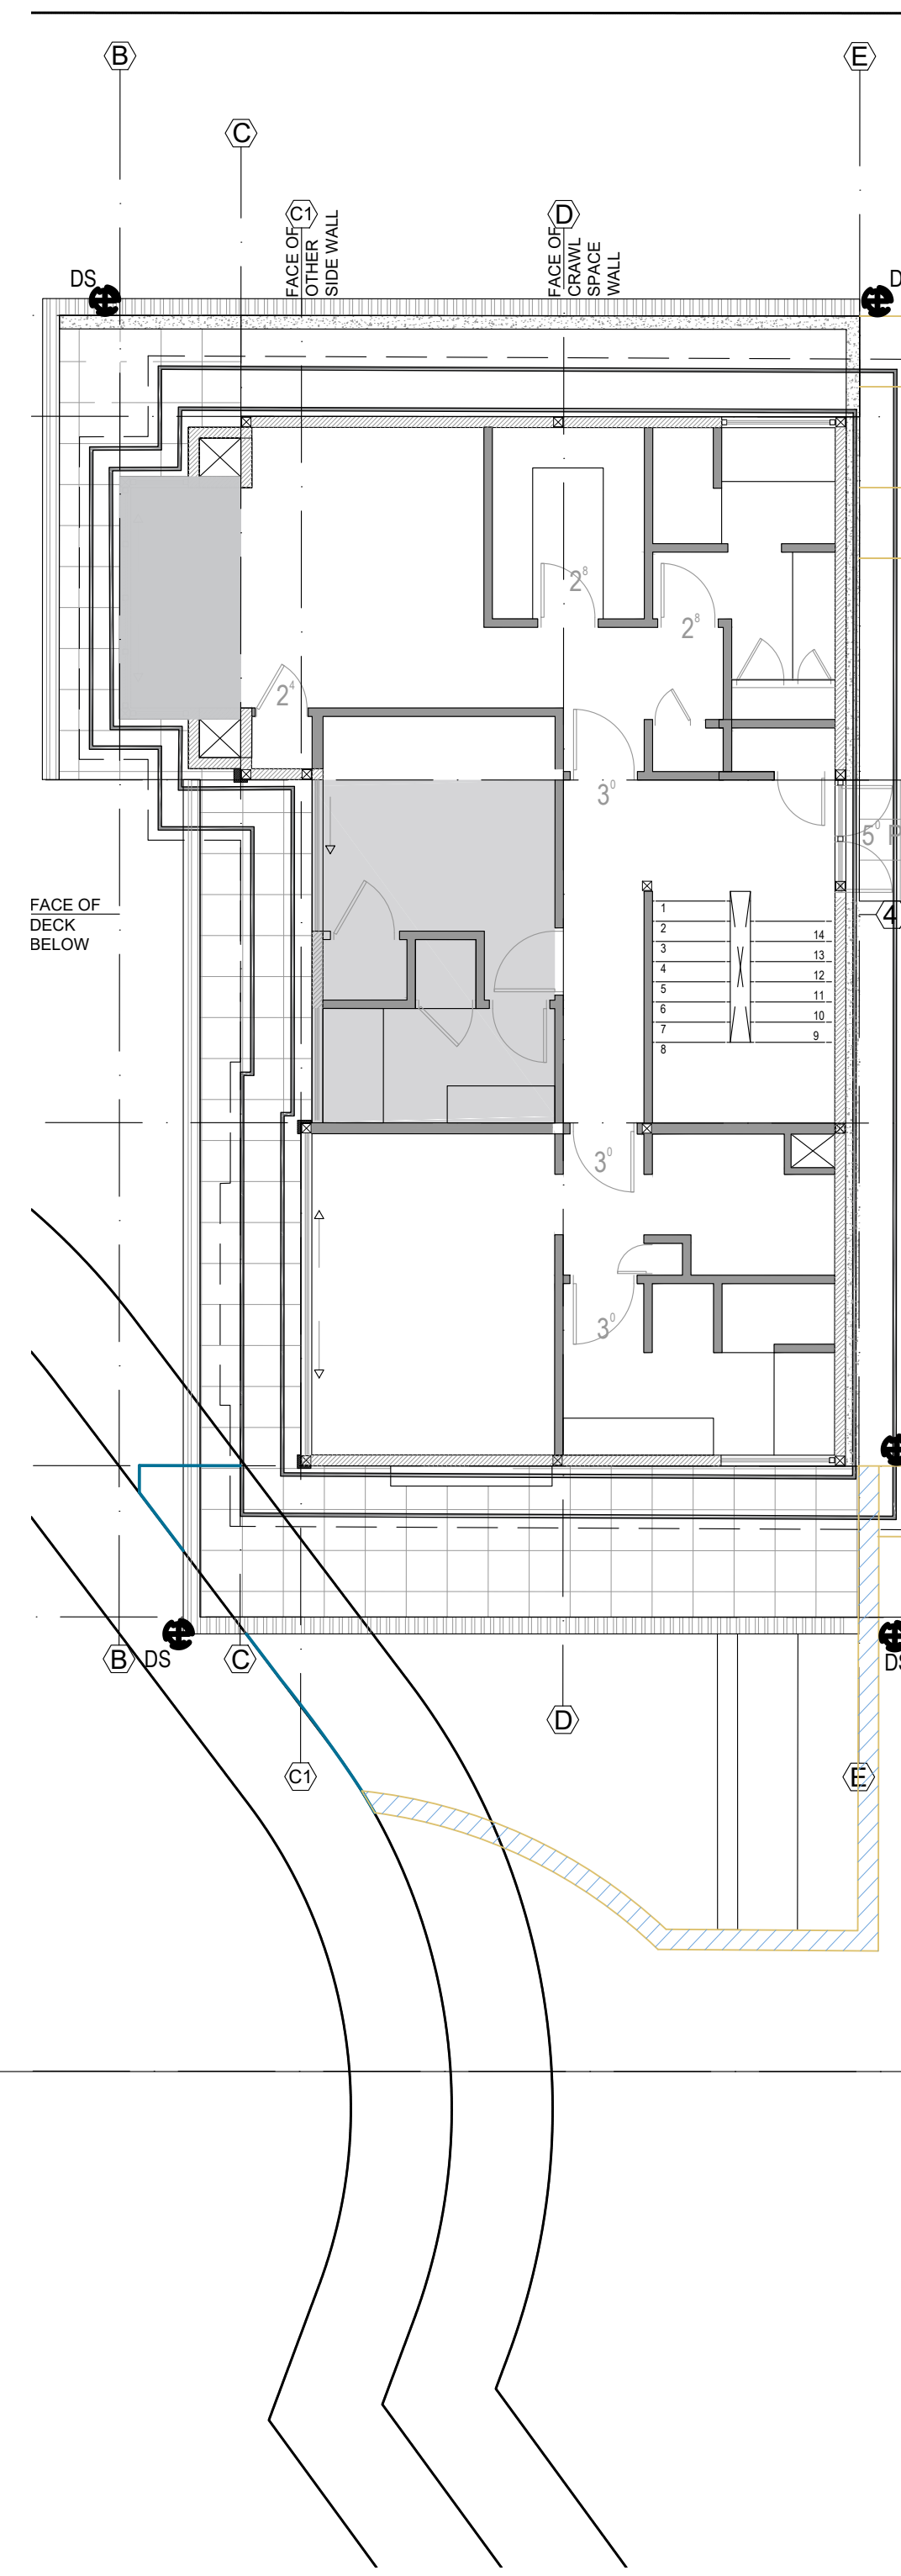 B
E
C
C1
D
FACE OF
OTHER
SIDE WALL
FACE OF
CRAWL
SPACE
WALL
DS
D
2⁸
2⁸
2⁴
3⁰
5⁰ P
FACE OF
DECK
BELOW
4
1
2
3
4
5
6
7
8
14
13
12
11
10
9
3⁰
3⁰
B
DS
C
DS
D
C1
E